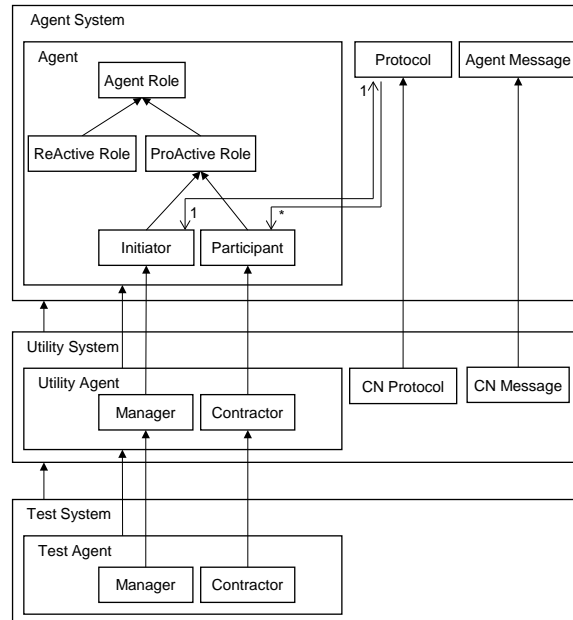 Agent System
Agent
Protocol
Agent Message
Agent Role
1
ReActive Role
ProActive Role
1
*
Initiator
Participant
Utility System
Utility Agent
CN Protocol
CN Message
Manager
Contractor
Test System
Test Agent
Manager
Contractor